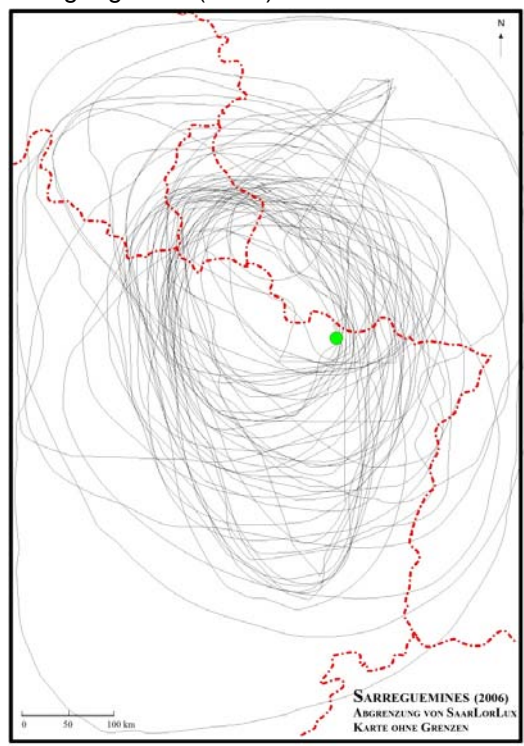 N
SARREGUEMINES (2006)
ABGRENZUNG VON SAARLORLUX
KARTE OHNE GRENZEN
0 50 100 km